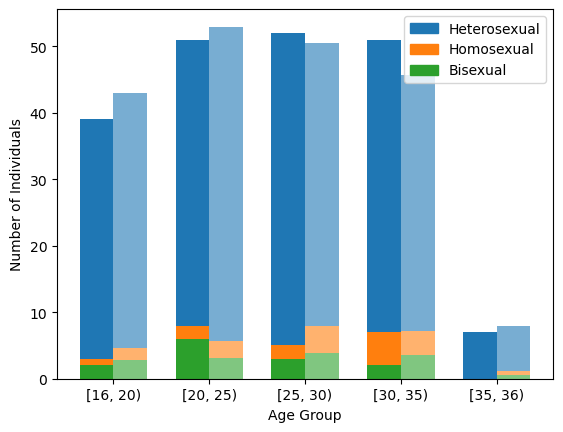 Heterosexual
Homosexual
Bisexual
50
40
30
20
10
0
Number of Individuals
[16, 20)
[20, 25)
[25, 30)
[30, 35)
[35, 36)
Age Group